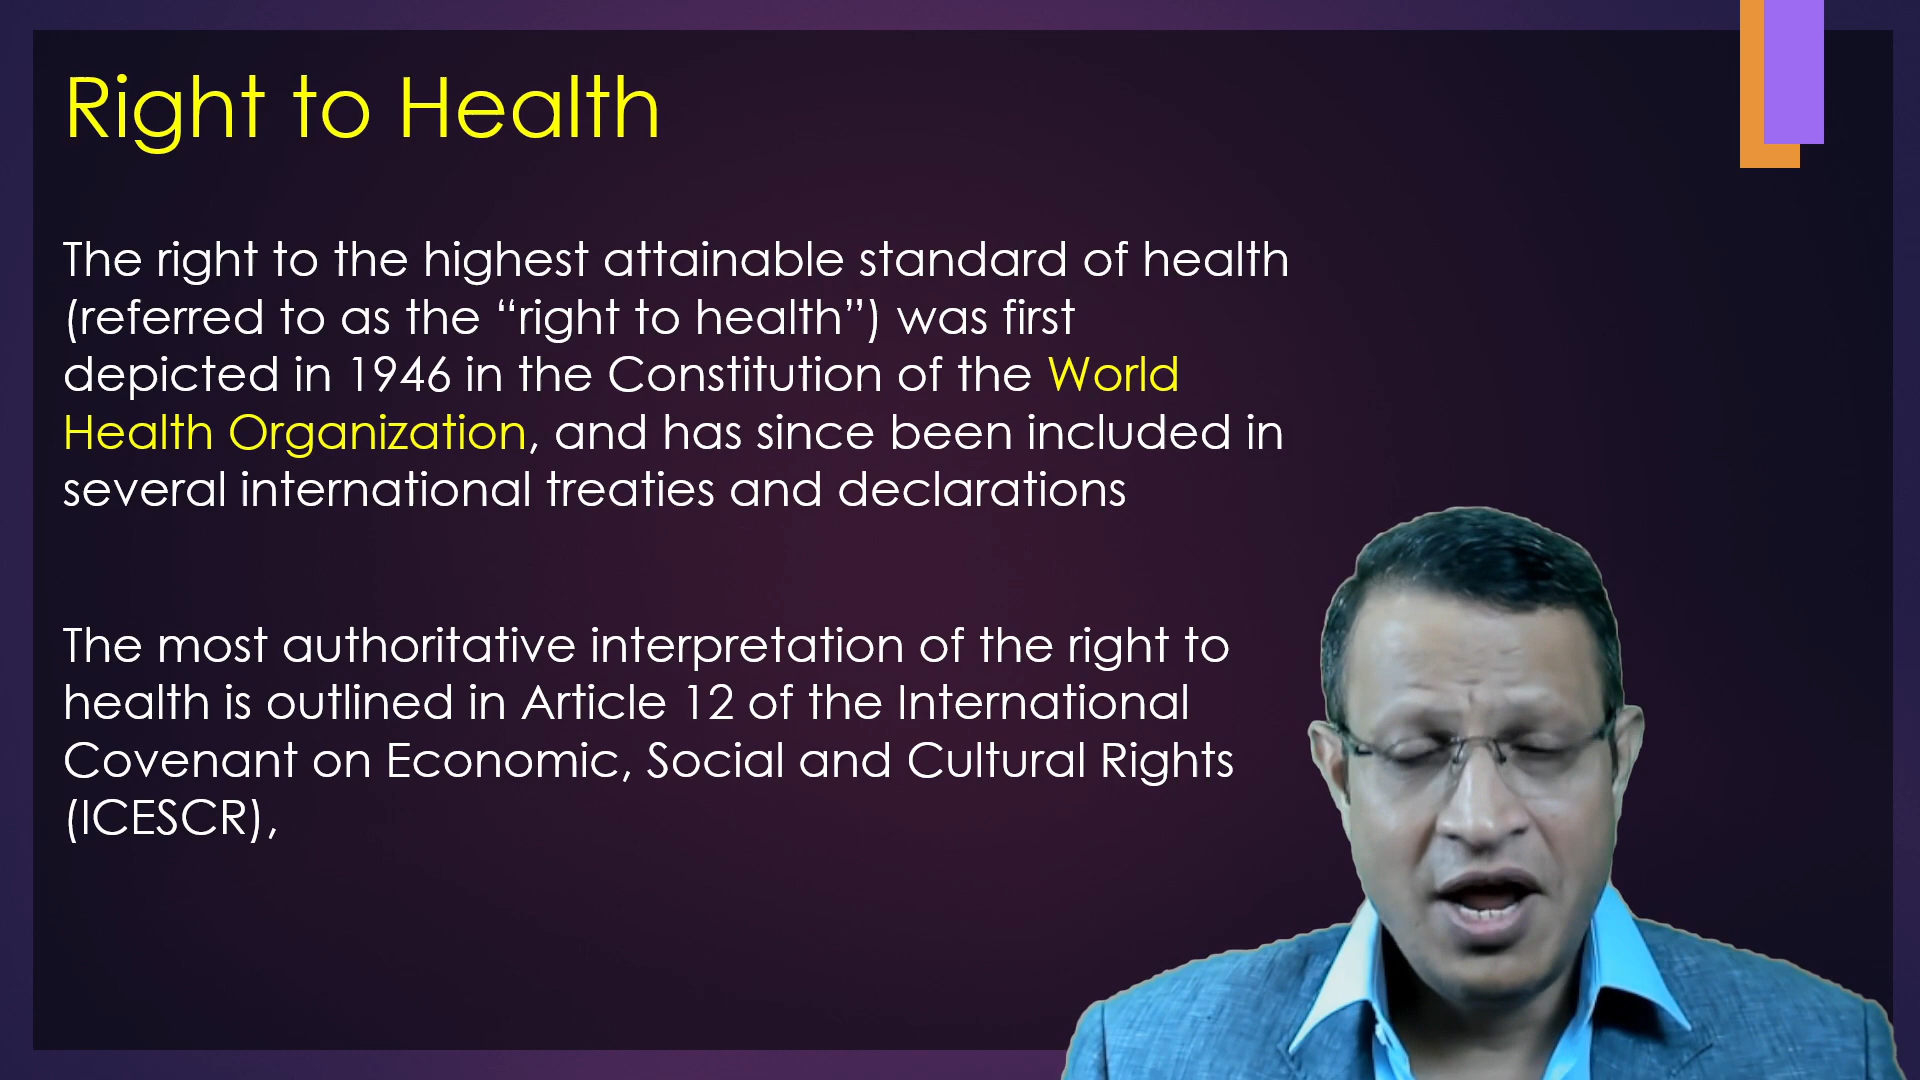 Right to Health
The right to the highest attainable standard of health
(referred to as the “right to health”) was first
depicted in 1946 in the Constitution of the World
Health Organization, and has since been included in
several international treaties and declarations
The most authoritative interpretation of the right to
health is outlined in Article 12 of the International
Covenant on Economic, Social and Cultural Rights
(ICESCR),